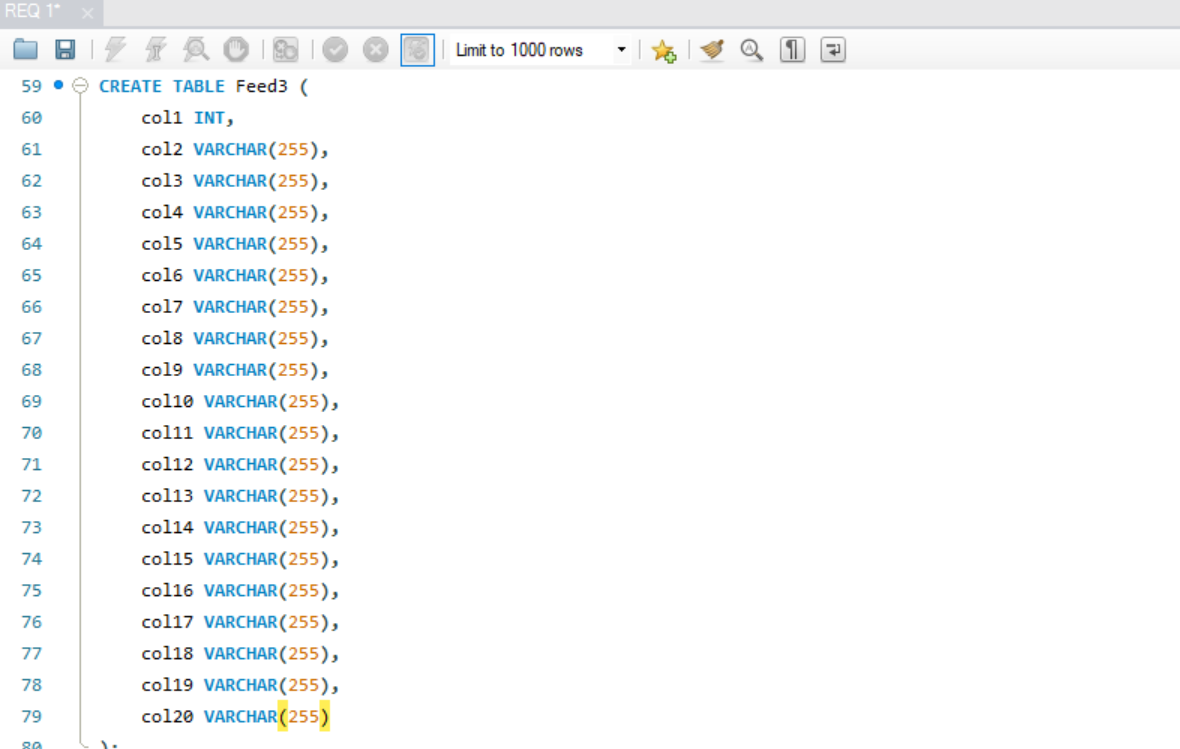 REQ 1*
Limit to 1000 rows
59 CREATE TABLE Feed3 (
60 col1 INT,
61 col2 VARCHAR(255),
62 col3 VARCHAR(255),
63 col4 VARCHAR(255),
64 col5 VARCHAR(255),
65 col6 VARCHAR(255),
66 col7 VARCHAR(255),
67 col8 VARCHAR(255),
68 col9 VARCHAR(255),
69 col10 VARCHAR(255),
70 col11 VARCHAR(255),
71 col12 VARCHAR(255),
72 col13 VARCHAR(255),
73 col14 VARCHAR(255),
74 col15 VARCHAR(255),
75 col16 VARCHAR(255),
76 col17 VARCHAR(255),
77 col18 VARCHAR(255),
78 col19 VARCHAR(255),
79 col20 VARCHAR(255)
80 );